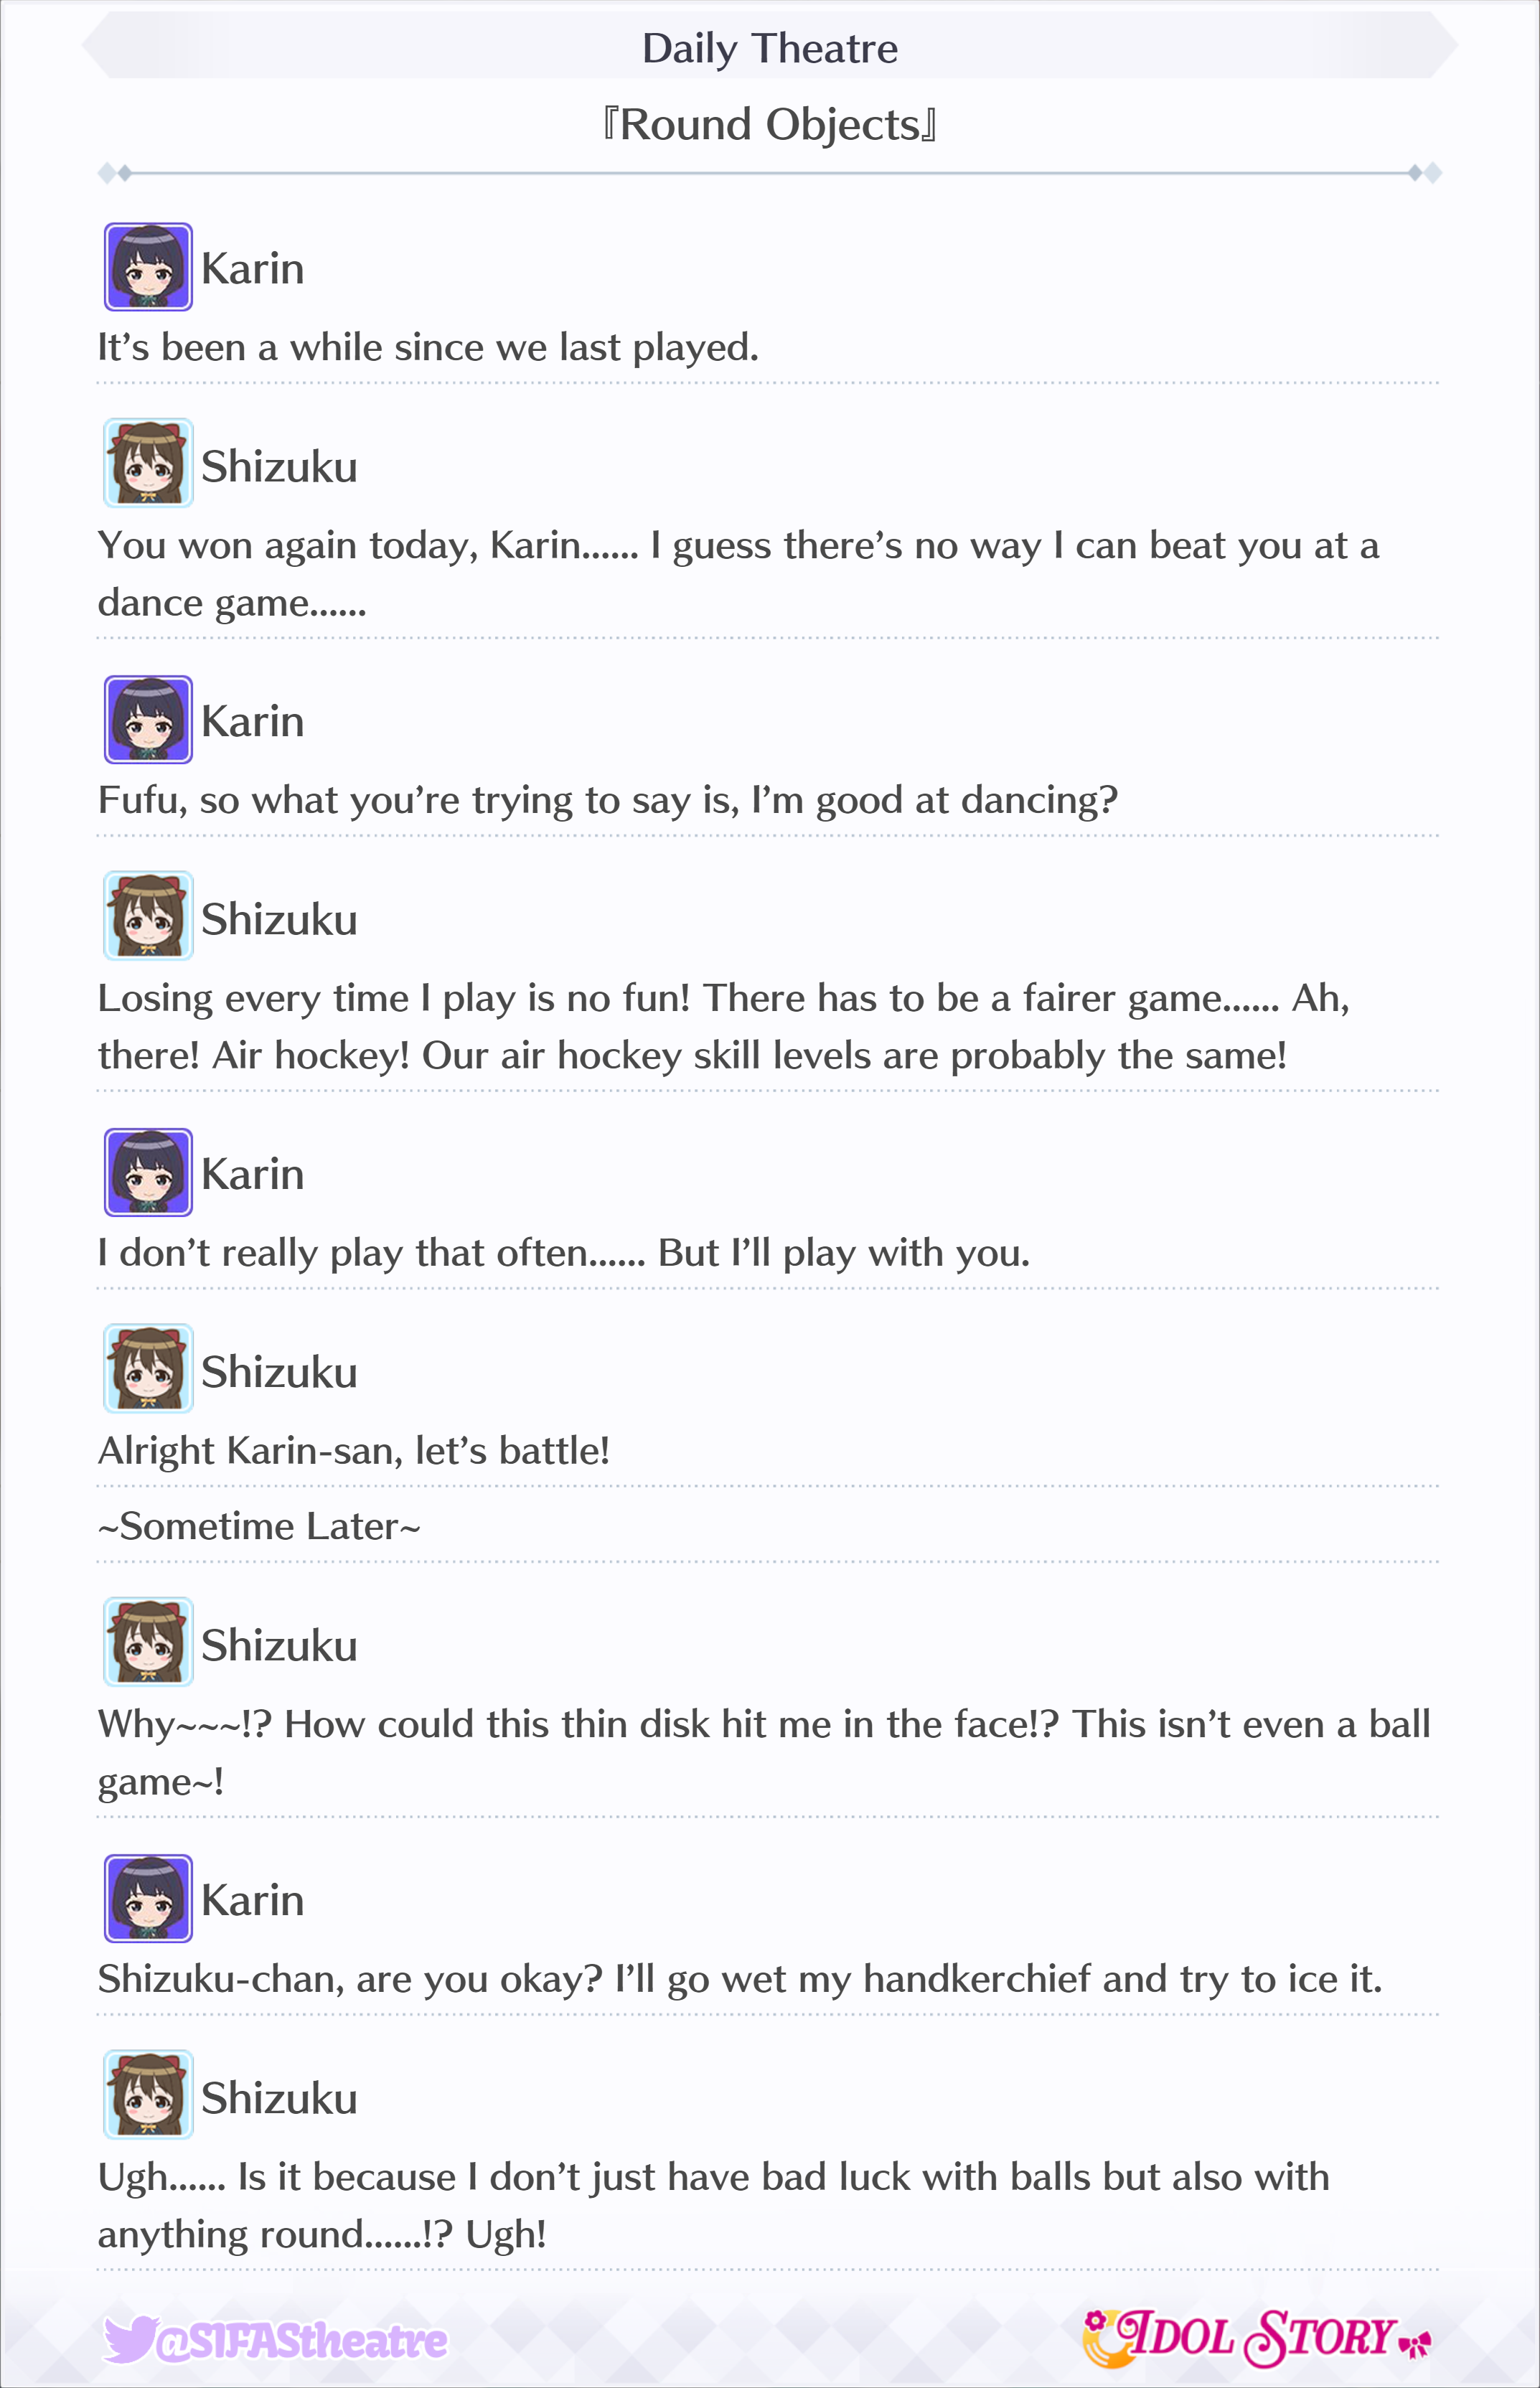 Daily Theatre
『Round Objects』
Karin
It’s been a while since we last played.
Shizuku
You won again today, Karin...... I guess there’s no way I can beat you at a
dance game......
Karin
Fufu, so what you’re trying to say is, I’m good at dancing?
Shizuku
Losing every time I play is no fun! There has to be a fairer game...... Ah,
there! Air hockey! Our air hockey skill levels are probably the same!
Karin
I don’t really play that often...... But I’ll play with you.
Shizuku
Alright Karin-san, let’s battle!
~Sometime Later~
Shizuku
Why~~~!? How could this thin disk hit me in the face!? This isn’t even a ball
game~!
Karin
Shizuku-chan, are you okay? I’ll go wet my handkerchief and try to ice it.
Shizuku
Ugh...... Is it because I don’t just have bad luck with balls but also with
anything round......!? Ugh!
@SIFAStheatre
IDOL STORY